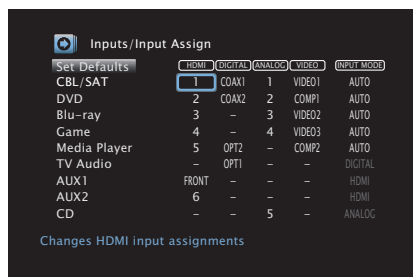 Inputs/Input Assign
Set Defaults HDMI DIGITAL ANALOG VIDEO INPUT MODE
CBL/SAT 1 COAX1 1 VIDEO1 AUTO
DVD 2 COAX2 2 COMP1 AUTO
Blu-ray 3 – 3 VIDEO2 AUTO
Game 4 – 4 VIDEO3 AUTO
Media Player 5 OPT2 – COMP2 AUTO
TV Audio – OPT1 – – DIGITAL
AUX1 FRONT – – – HDMI
AUX2 6 – – – HDMI
CD – – 5 – ANALOG
Changes HDMI input assignments